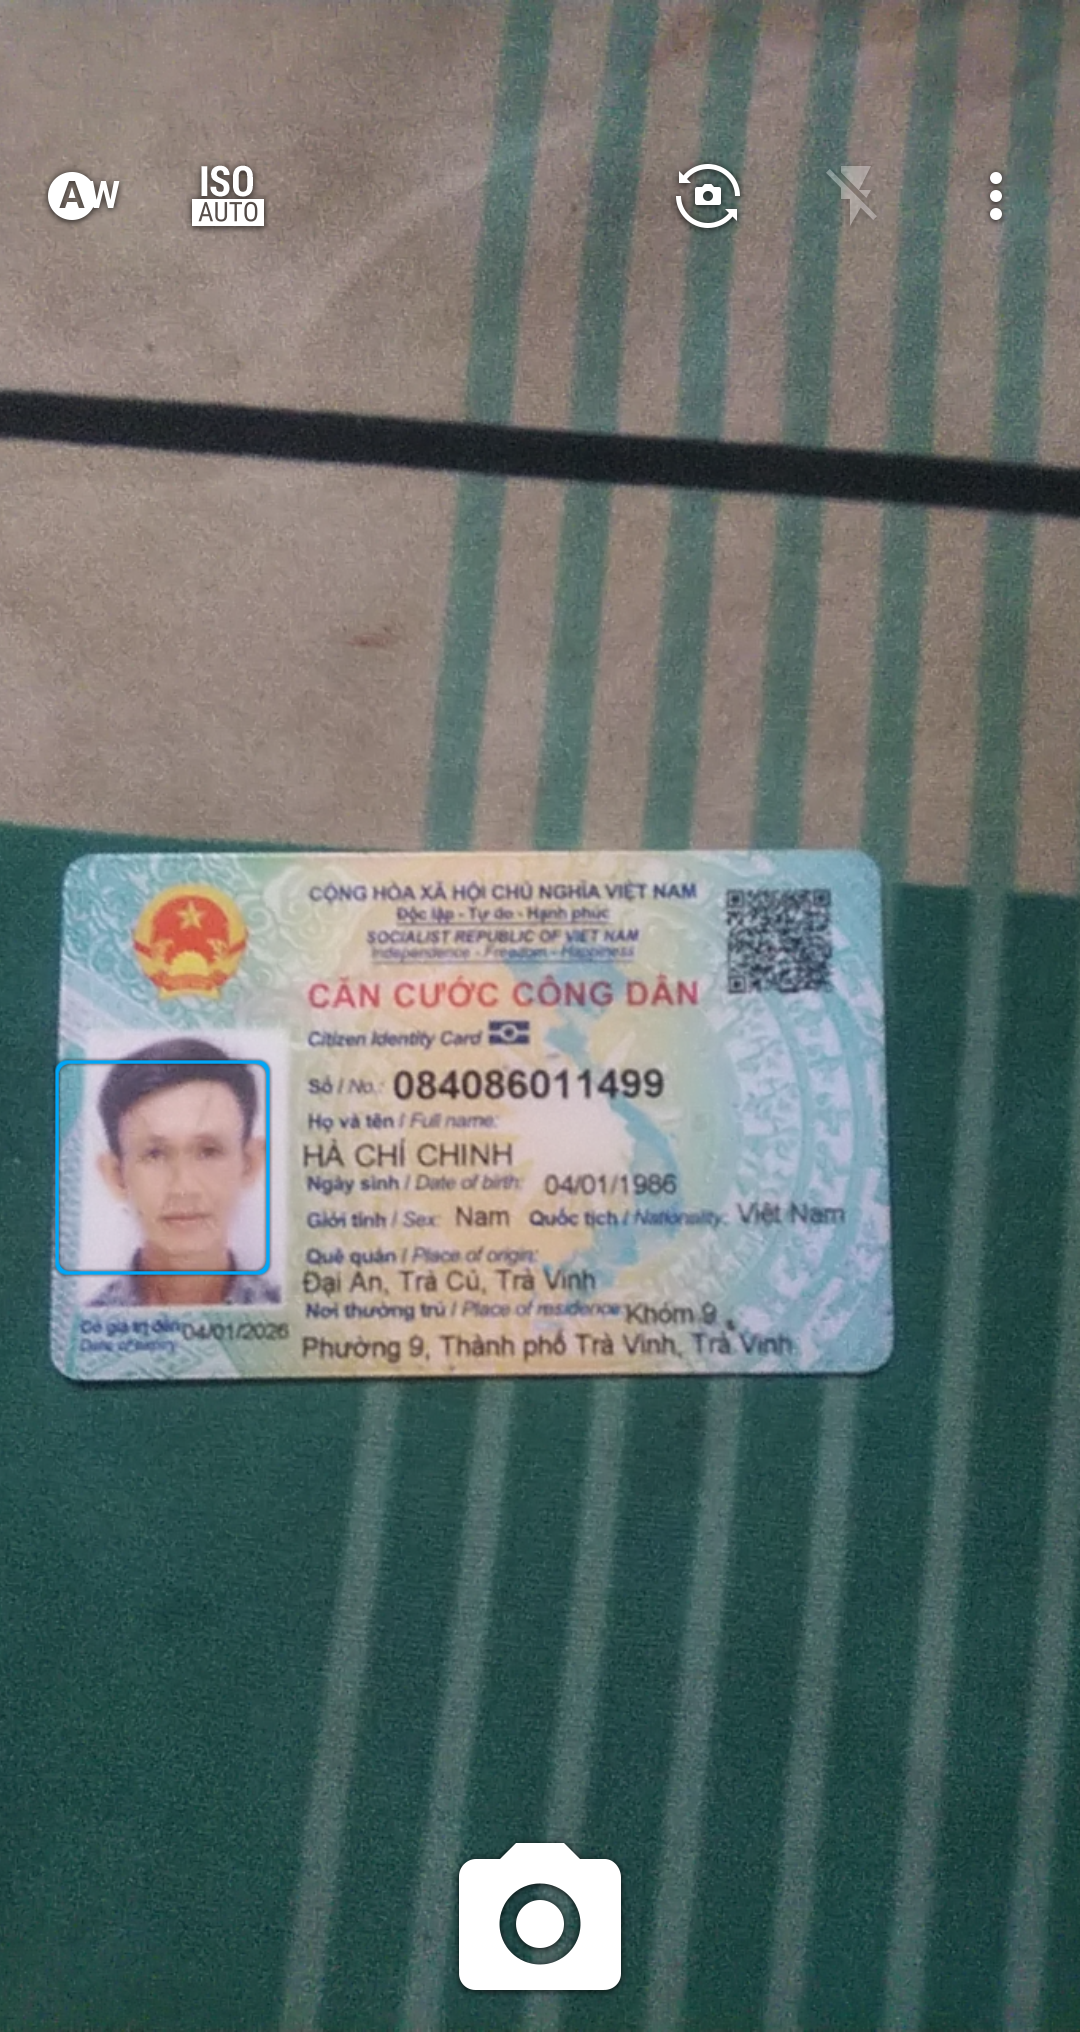 AW
ISO
AUTO
CỘNG HÒA XÃ HỘI CHỦ NGHĨA VIỆT NAM
Độc lập - Tự do - Hạnh phúc
SOCIALIST REPUBLIC OF VIET NAM
Independence - Freedom - Happiness
CĂN CƯỚC CÔNG DÂN
Citizen Identity Card
Số / No.: 084086011499
Họ và tên / Full name:
HÀ CHÍ CHINH
Ngày sinh / Date of birth: 04/01/1986
Giới tính / Sex: Nam Quốc tịch / Nationality: Việt Nam
Quê quán / Place of origin:
Đại An, Trà Cú, Trà Vinh
Nơi thường trú / Place of residence: Khóm 9
Phường 9, Thành phố Trà Vinh, Trà Vinh
Có giá trị đến 04/01/2026
Date of expiry